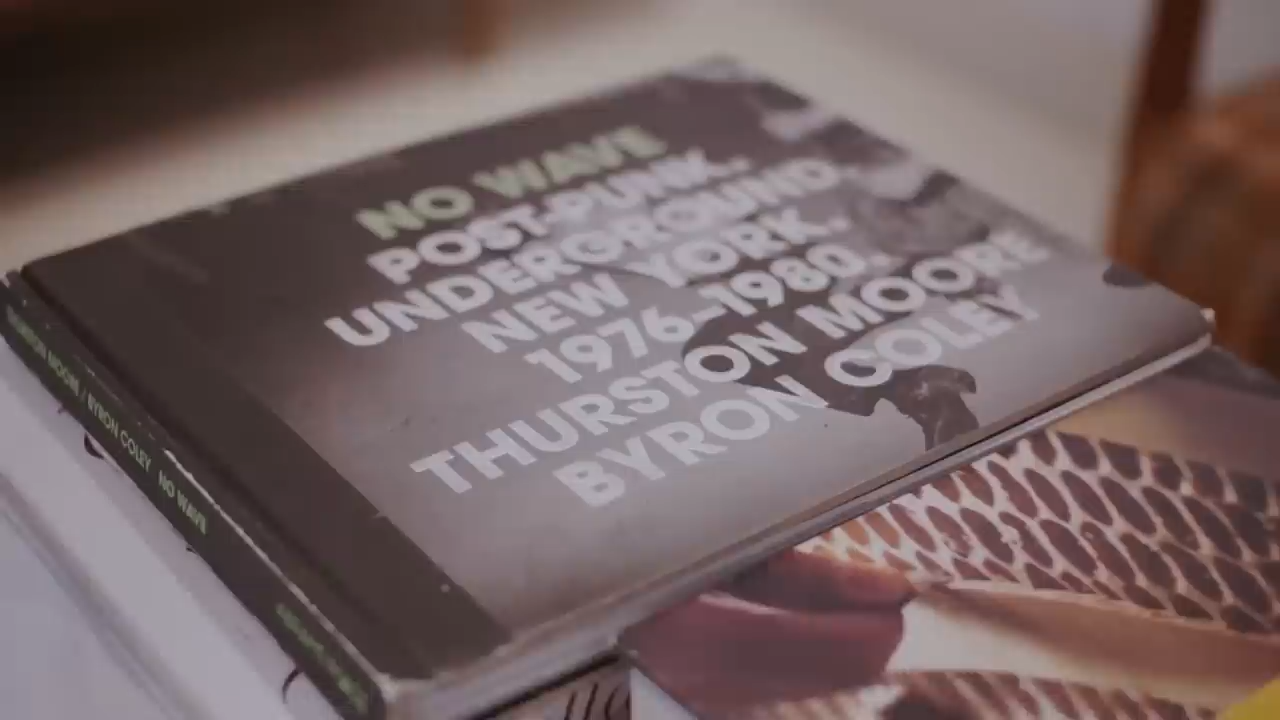 NO WAVE
POST-PUNK.
UNDERGROUND.
NEW YORK.
1976–1980.
THURSTON MOORE
BYRON COLEY
THURSTON MOORE / BYRON COLEY NO WAVE